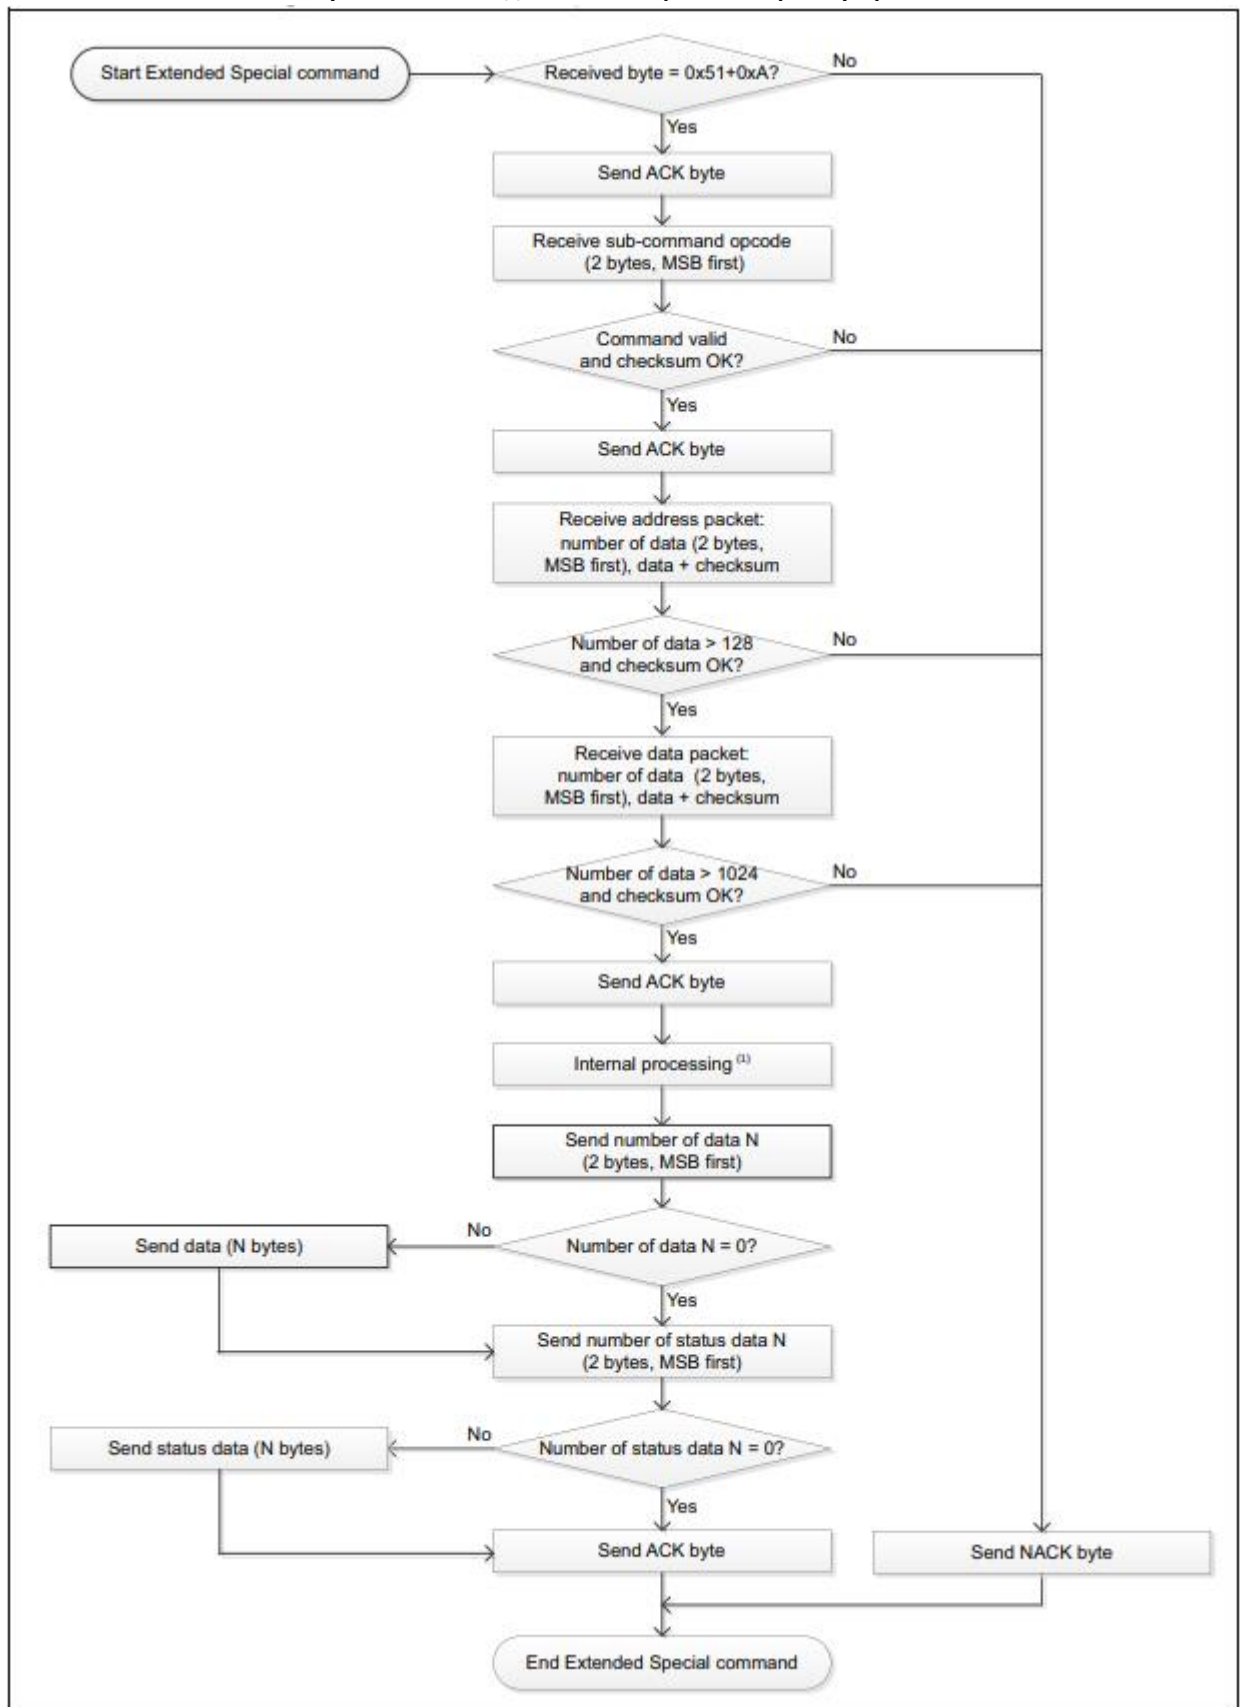 Start Extended Special command
Received byte = 0x51+0xA?
No
Yes
Send ACK byte
Receive sub-command opcode
(2 bytes, MSB first)
Command valid
and checksum OK?
No
Yes
Send ACK byte
Receive address packet:
number of data (2 bytes,
MSB first), data + checksum
Number of data > 128
and checksum OK?
No
Yes
Receive data packet:
number of data (2 bytes,
MSB first), data + checksum
Number of data > 1024
and checksum OK?
No
Yes
Send ACK byte
Internal processing (1)
Send number of data N
(2 bytes, MSB first)
Number of data N = 0?
No
Send data (N bytes)
Yes
Send number of status data N
(2 bytes, MSB first)
Number of status data N = 0?
No
Send status data (N bytes)
Yes
Send ACK byte
Send NACK byte
End Extended Special command